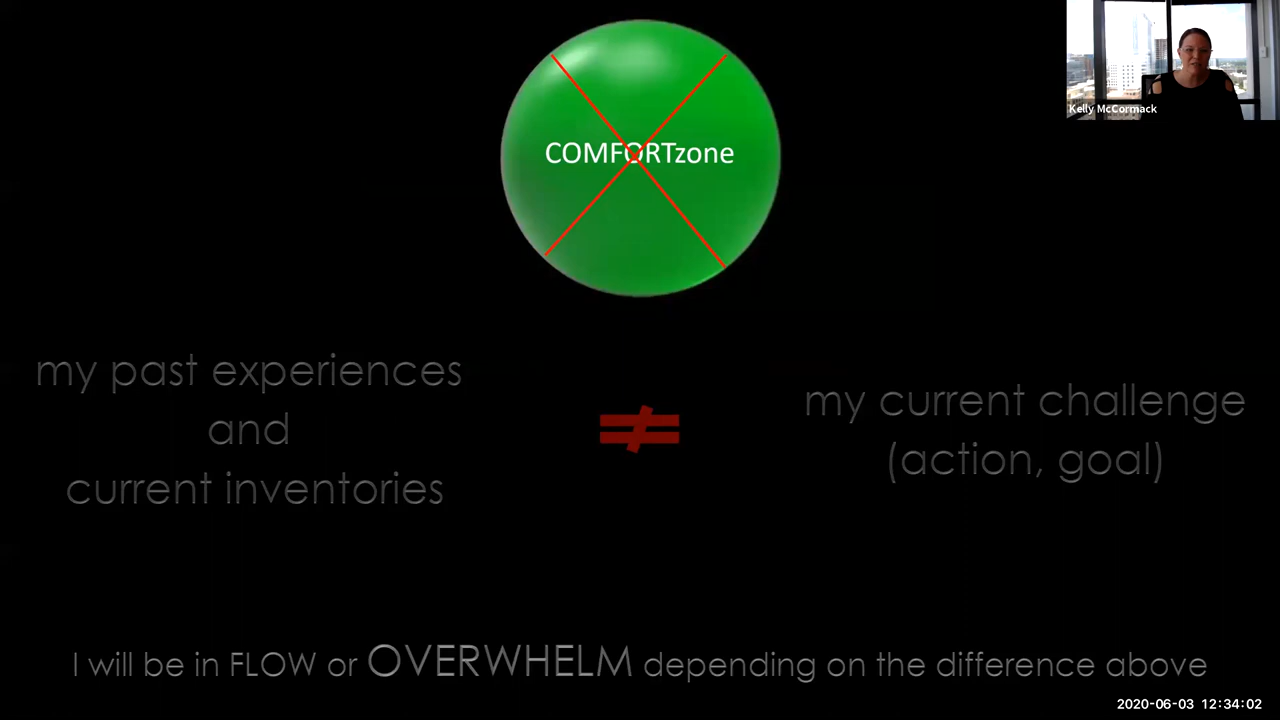 Kelly McCormack
COMFORTzone
my past experiences
and
current inventories
≠
my current challenge
(action, goal)
I will be in FLOW or OVERWHELM depending on the difference above
2020-06-03 12:34:02